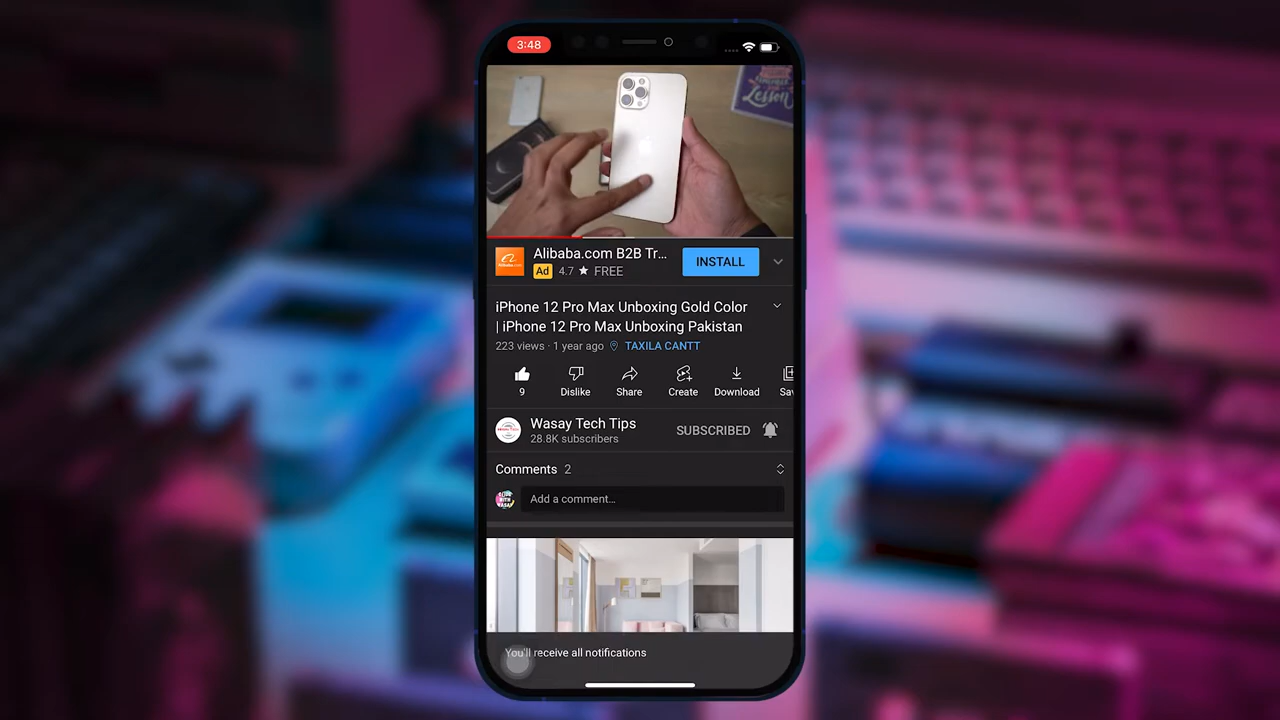 3:48
Lesson
Alibaba.com B2B Tr...
Ad 4.7 ★ FREE
INSTALL
iPhone 12 Pro Max Unboxing Gold Color
| iPhone 12 Pro Max Unboxing Pakistan
223 views · 1 year ago TAXILA CANTT
9 Dislike Share Create Download Sav
Wasay Tech Tips
28.8K subscribers
SUBSCRIBED
Comments 2
Add a comment...
You'll receive all notifications